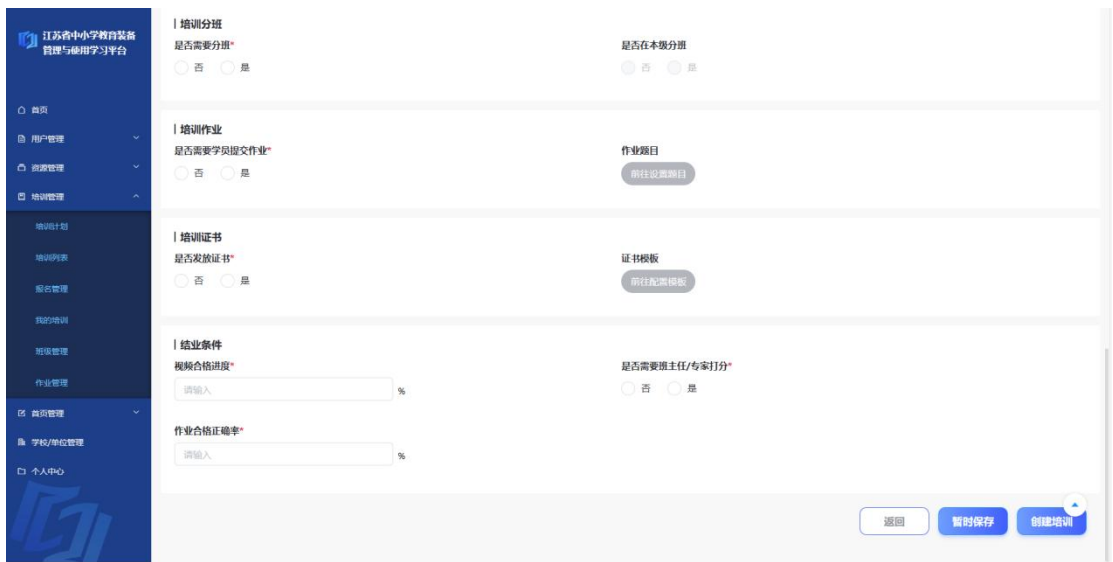 江苏省中小学教育装备
管理与使用学习平台
首页
用户管理
资源管理
培训管理
培训计划
培训列表
报名管理
我的培训
班级管理
作业管理
首页管理
学校/单位管理
个人中心
培训分班
是否需要分班*
否 是
是否在本级分班
否 是
培训作业
是否需要学员提交作业*
否 是
作业题目
前往设置题目
培训证书
是否发放证书*
否 是
证书模板
前往配置模板
结业条件
视频合格进度*
请输入 %
是否需要班主任/专家打分*
否 是
作业合格正确率*
请输入 %
返回 暂时保存 创建培训